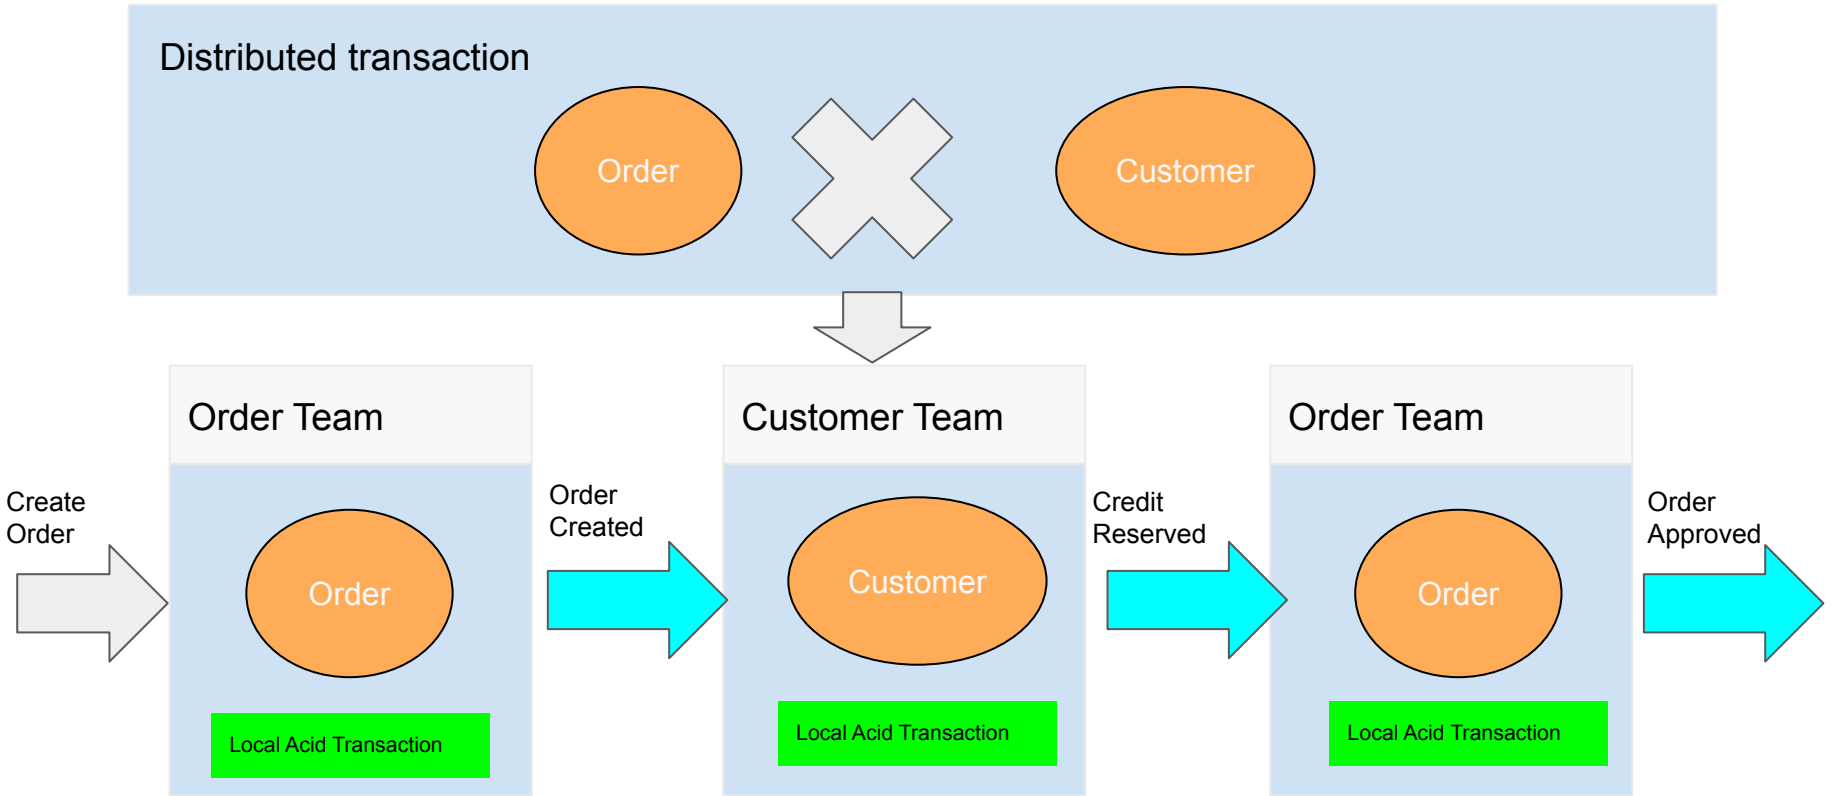 Distributed transaction
Order
Customer
Order Team
Customer Team
Order Team
Create
Order
Order
Order
Created
Customer
Credit
Reserved
Order
Order
Approved
Local Acid Transaction
Local Acid Transaction
Local Acid Transaction